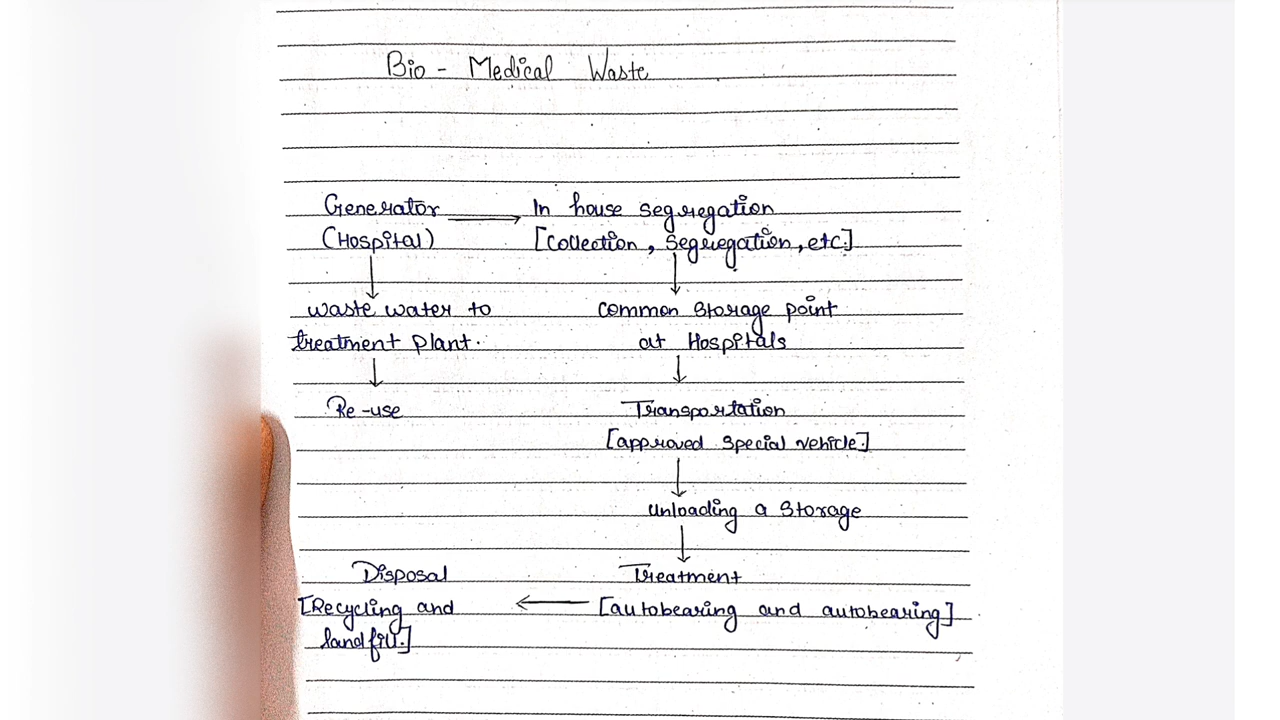 Bio - Medical Waste
Generator → In house segregation
(Hospital) [collection, segregation, etc.]
↓ ↓
waste water to common storage point
treatment plant. at Hospitals
↓ ↓
Re-use Transportation
[approved special vehicle.]
↓
unloading a storage
↓
Disposal Treatment
[Recycling and ← [autobearing and autobearing]
landfill.]